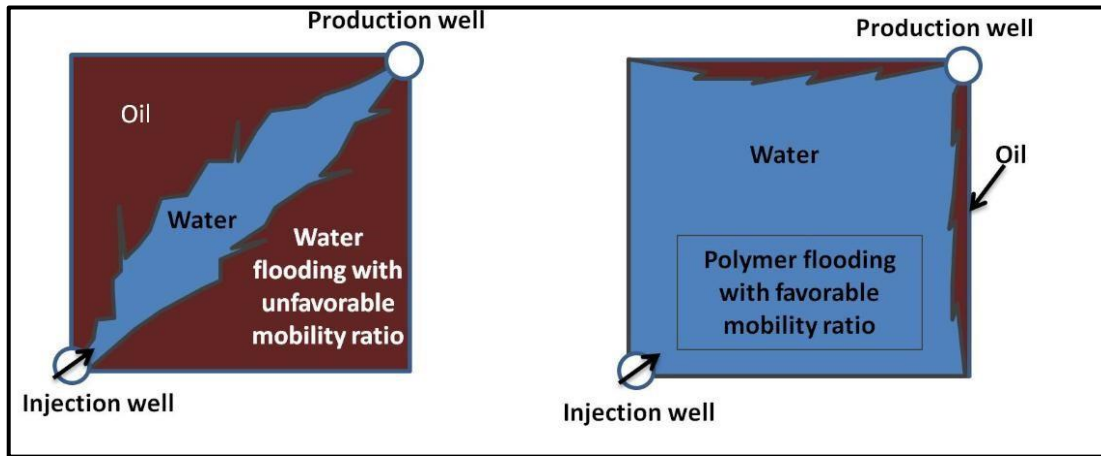 Production well
Oil
Water
Water
flooding with
unfavorable
mobility ratio
Injection well
Production well
Water
Oil
Polymer flooding
with favorable
mobility ratio
Injection well